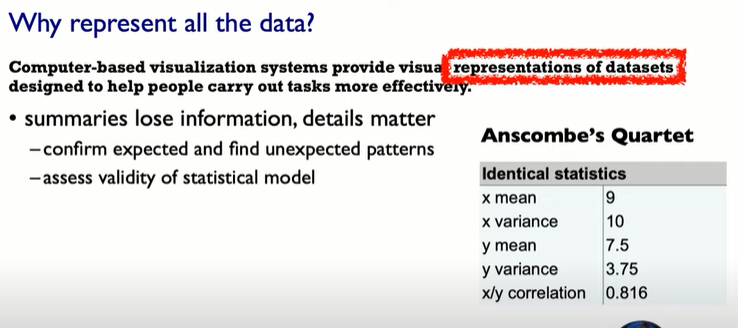 Why represent all the data?
Computer-based visualization systems provide visual representations of datasets
designed to help people carry out tasks more effectively.
• summaries lose information, details matter
–confirm expected and find unexpected patterns
–assess validity of statistical model
Anscombe's Quartet
Identical statistics
x mean 9
x variance 10
y mean 7.5
y variance 3.75
x/y correlation 0.816